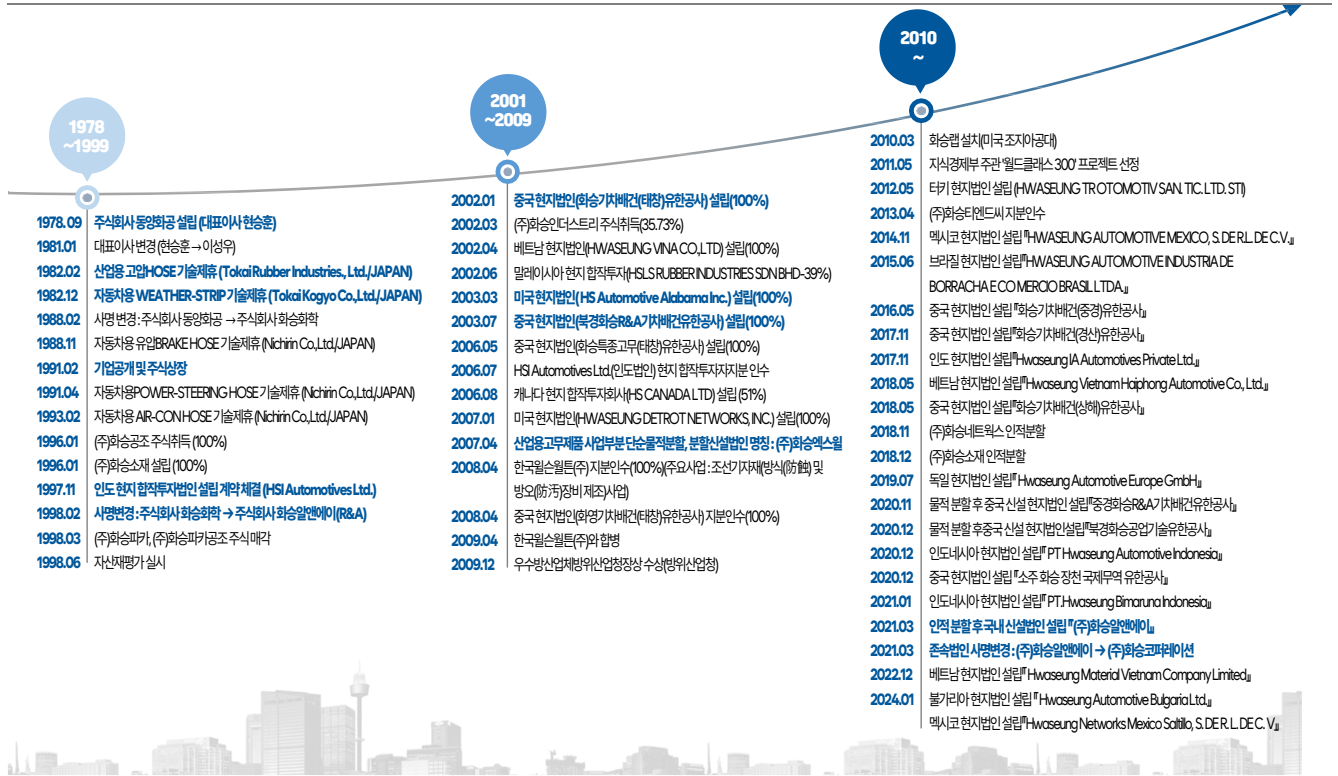 1978
~1999
1978.09 주식회사 동양화공 설립 (대표이사 현승훈)
1981.01 대표이사 변경 (현승훈 → 이성우)
1982.02 산업용 고압HOSE 기술제휴 (Tokai Rubber Industries., Ltd./JAPAN)
1982.12 자동차용 WEATHER-STRIP 기술제휴 (Tokai Kogyo Co.,Ltd./JAPAN)
1988.02 사명 변경 : 주식회사 동양화공 → 주식회사 화승화학
1988.11 자동차용 유압BRAKE HOSE 기술제휴 (Nichirin Co.,Ltd./JAPAN)
1991.02 기업공개 및 주식상장
1991.04 자동차용POWER-STEERING HOSE 기술제휴 (Nichirin Co.,Ltd./JAPAN)
1993.02 자동차용 AIR-CON HOSE 기술제휴 (Nichirin Co.,Ltd./JAPAN)
1996.01 (주)화승공조 주식취득 (100%)
1996.01 (주)화승소재 설립 (100%)
1997.11 인도 현지 합작투자법인 설립 계약 체결 (HSI Automotives Ltd.)
1998.02 사명변경 : 주식회사 화승화학 → 주식회사 화승알앤에이(R&A)
1998.03 (주)화승파카, (주)화승파카공조 주식 매각
1998.06 자산재평가 실시
2001
~2009
2002.01 중국 현지법인(화승기차배건(태창)유한공사) 설립(100%)
2002.03 (주)화승인더스트리 주식취득(35.73%)
2002.04 베트남 현지법인(HWASEUNG VINA CO.,LTD) 설립(100%)
2002.06 말레이시아 현지 합작투자(HSLS RUBBER INDUSTRIES SDN BHD-39%)
2003.03 미국 현지법인( HS Automotive Alabama Inc.) 설립(100%)
2003.07 중국 현지법인(북경화승R&A기차배건유한공사) 설립(100%)
2006.05 중국 현지법인(화승특종고무(태창)유한공사) 설립(100%)
2006.07 HSI Automotives Ltd.(인도법인) 현지 합작투자자지분 인수
2006.08 캐나다 현지 합작투자회사(HS CANADA LTD) 설립 (51%)
2007.01 미국 현지법인(HWASEUNG DETROT NETWORKS, INC.) 설립(100%)
2007.04 산업용고무제품 사업부분 단순물적분할, 분할신설법인 명칭 : (주)화승엑스윌
2008.04 한국윌슨월튼(주) 지분인수(100%)(주요사업 : 조선기자재(방식(防蝕) 및
방오(防汚)장비 제조)사업)
2008.04 중국 현지법인(화영기차배건(태창)유한공사) 지분인수(100%)
2009.04 한국윌슨월튼(주)와 합병
2009.12 우수방산업체방위산업청장상 수상(방위산업청)
2010
~
2010.03 화승랩 설치(미국 조지아공대)
2011.05 지식경제부 주관 '월드클래스 300' 프로젝트 선정
2012.05 터키 현지법인 설립 (HWASEUNG TR OTOMOTIV SAN. TIC. LTD. STI)
2013.04 (주)화승티엔드씨 지분인수
2014.11 멕시코 현지법인 설립 『HWASEUNG AUTOMOTIVE MEXICO, S. DE R.L. DE C.V.』
2015.06 브라질 현지법인 설립『HWASEUNG AUTOMOTIVE INDUSTRIA DE
BORRACHA E CO MERCIO BRASIL LTDA.』
2016.05 중국 현지법인 설립 『화승기차배건(중경)유한공사』
2017.11 중국 현지법인 설립 『화승기차배건(경산)유한공사』
2017.11 인도 현지법인 설립『Hwaseung IA Automotives Private Ltd.』
2018.05 베트남 현지법인 설립『Hwaseung Vietnam Haiphong Automotive Co., Ltd.』
2018.05 중국 현지법인 설립『화승기차배건(상해)유한공사』
2018.11 (주)화승네트웍스 인적분할
2018.12 (주)화승소재 인적분할
2019.07 독일 현지법인 설립『Hwaseung Automotive Europe GmbH』
2020.11 물적 분할 후 중국 신설 현지법인 설립『중경화승R&A기차배건유한공사』
2020.12 물적 분할 후중국 신설 현지법인설립『북경화승공업기술유한공사』
2020.12 인도네시아 현지법인 설립『 PT Hwaseung Automotive Indonesia』
2020.12 중국 현지법인 설립 『소주 화승 장천 국제무역 유한공사』
2021.01 인도네시아 현지법인 설립『 PT.Hwaseung Bimaruna Indonesia』
2021.03 인적 분할 후 국내 신설법인 설립 『(주)화승알앤에이』
2021.03 존속법인 사명변경 : (주)화승알앤에이 → (주)화승코퍼레이션
2022.12 베트남 현지법인 설립『 Hwaseung Material Vietnam Company Limited』
2024.01 불가리아 현지법인 설립 『 Hwaseung Automotive Bulgaria Ltd.』
멕시코 현지법인 설립『Hwaseung Networks Mexico Saltillo, S. DE R. L. DE C. V』